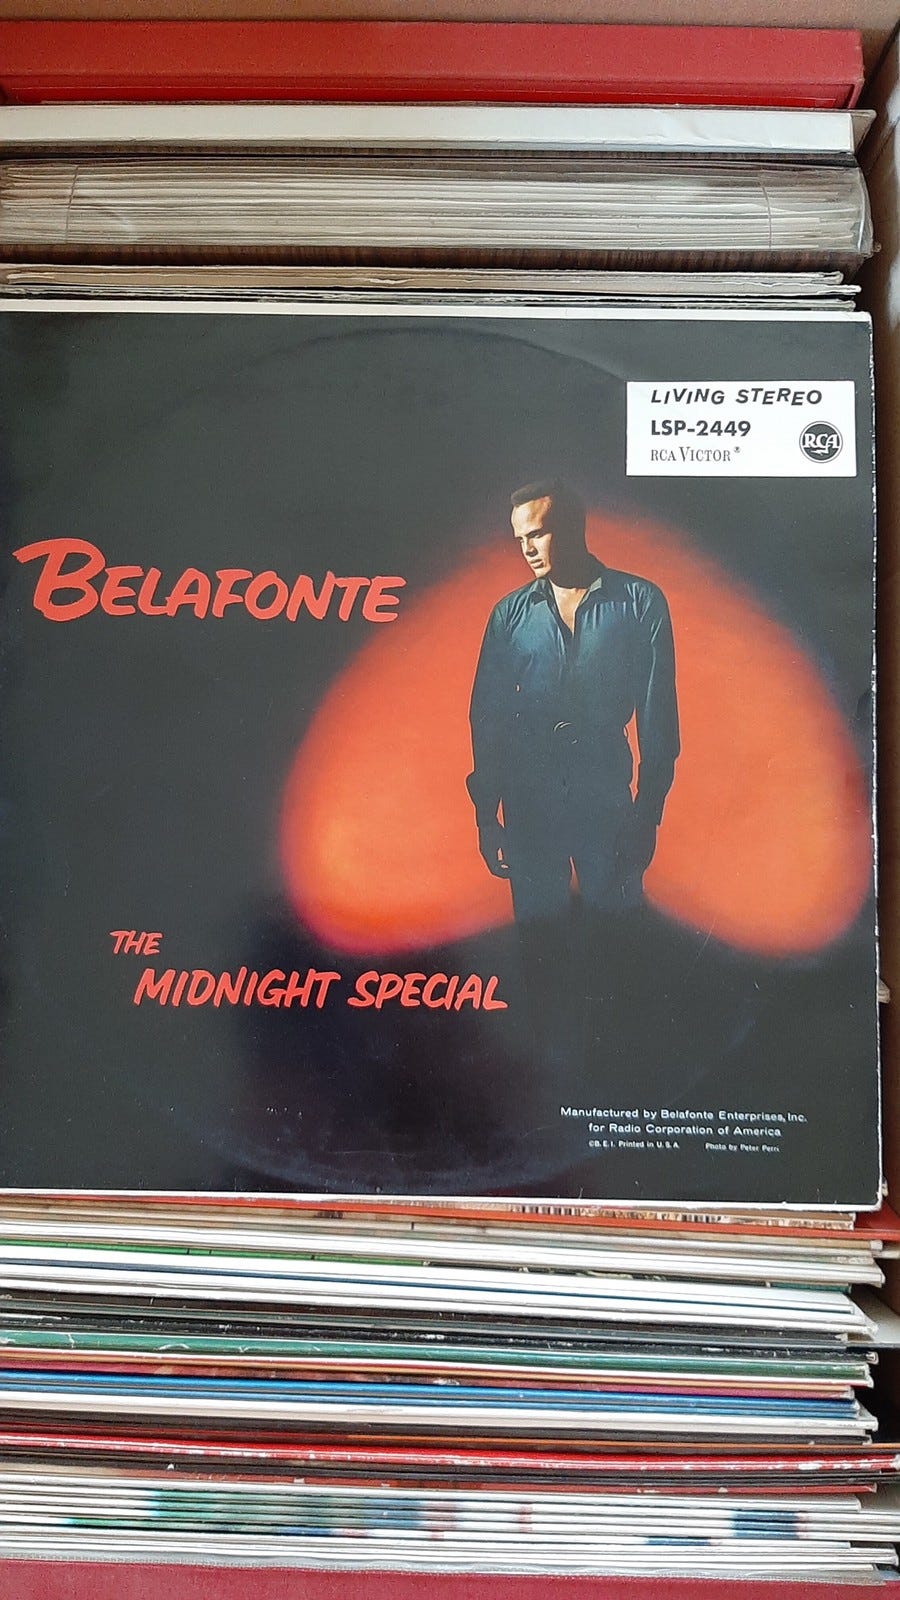 LIVING STEREO
LSP-2449
RCA VICTOR®
RCA
BELAFONTE
THE
MIDNIGHT SPECIAL
Manufactured by Belafonte Enterprises, Inc.
for Radio Corporation of America
©B.E.I. Printed in U.S.A Photo by Peter Perri